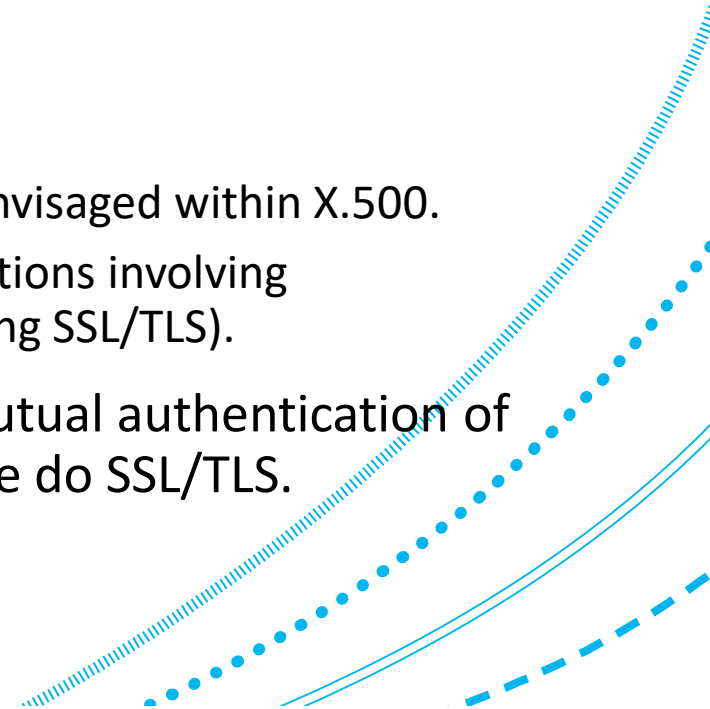 nvisaged within X.500.
tions involving
ng SSL/TLS).
utual authentication of
e do SSL/TLS.